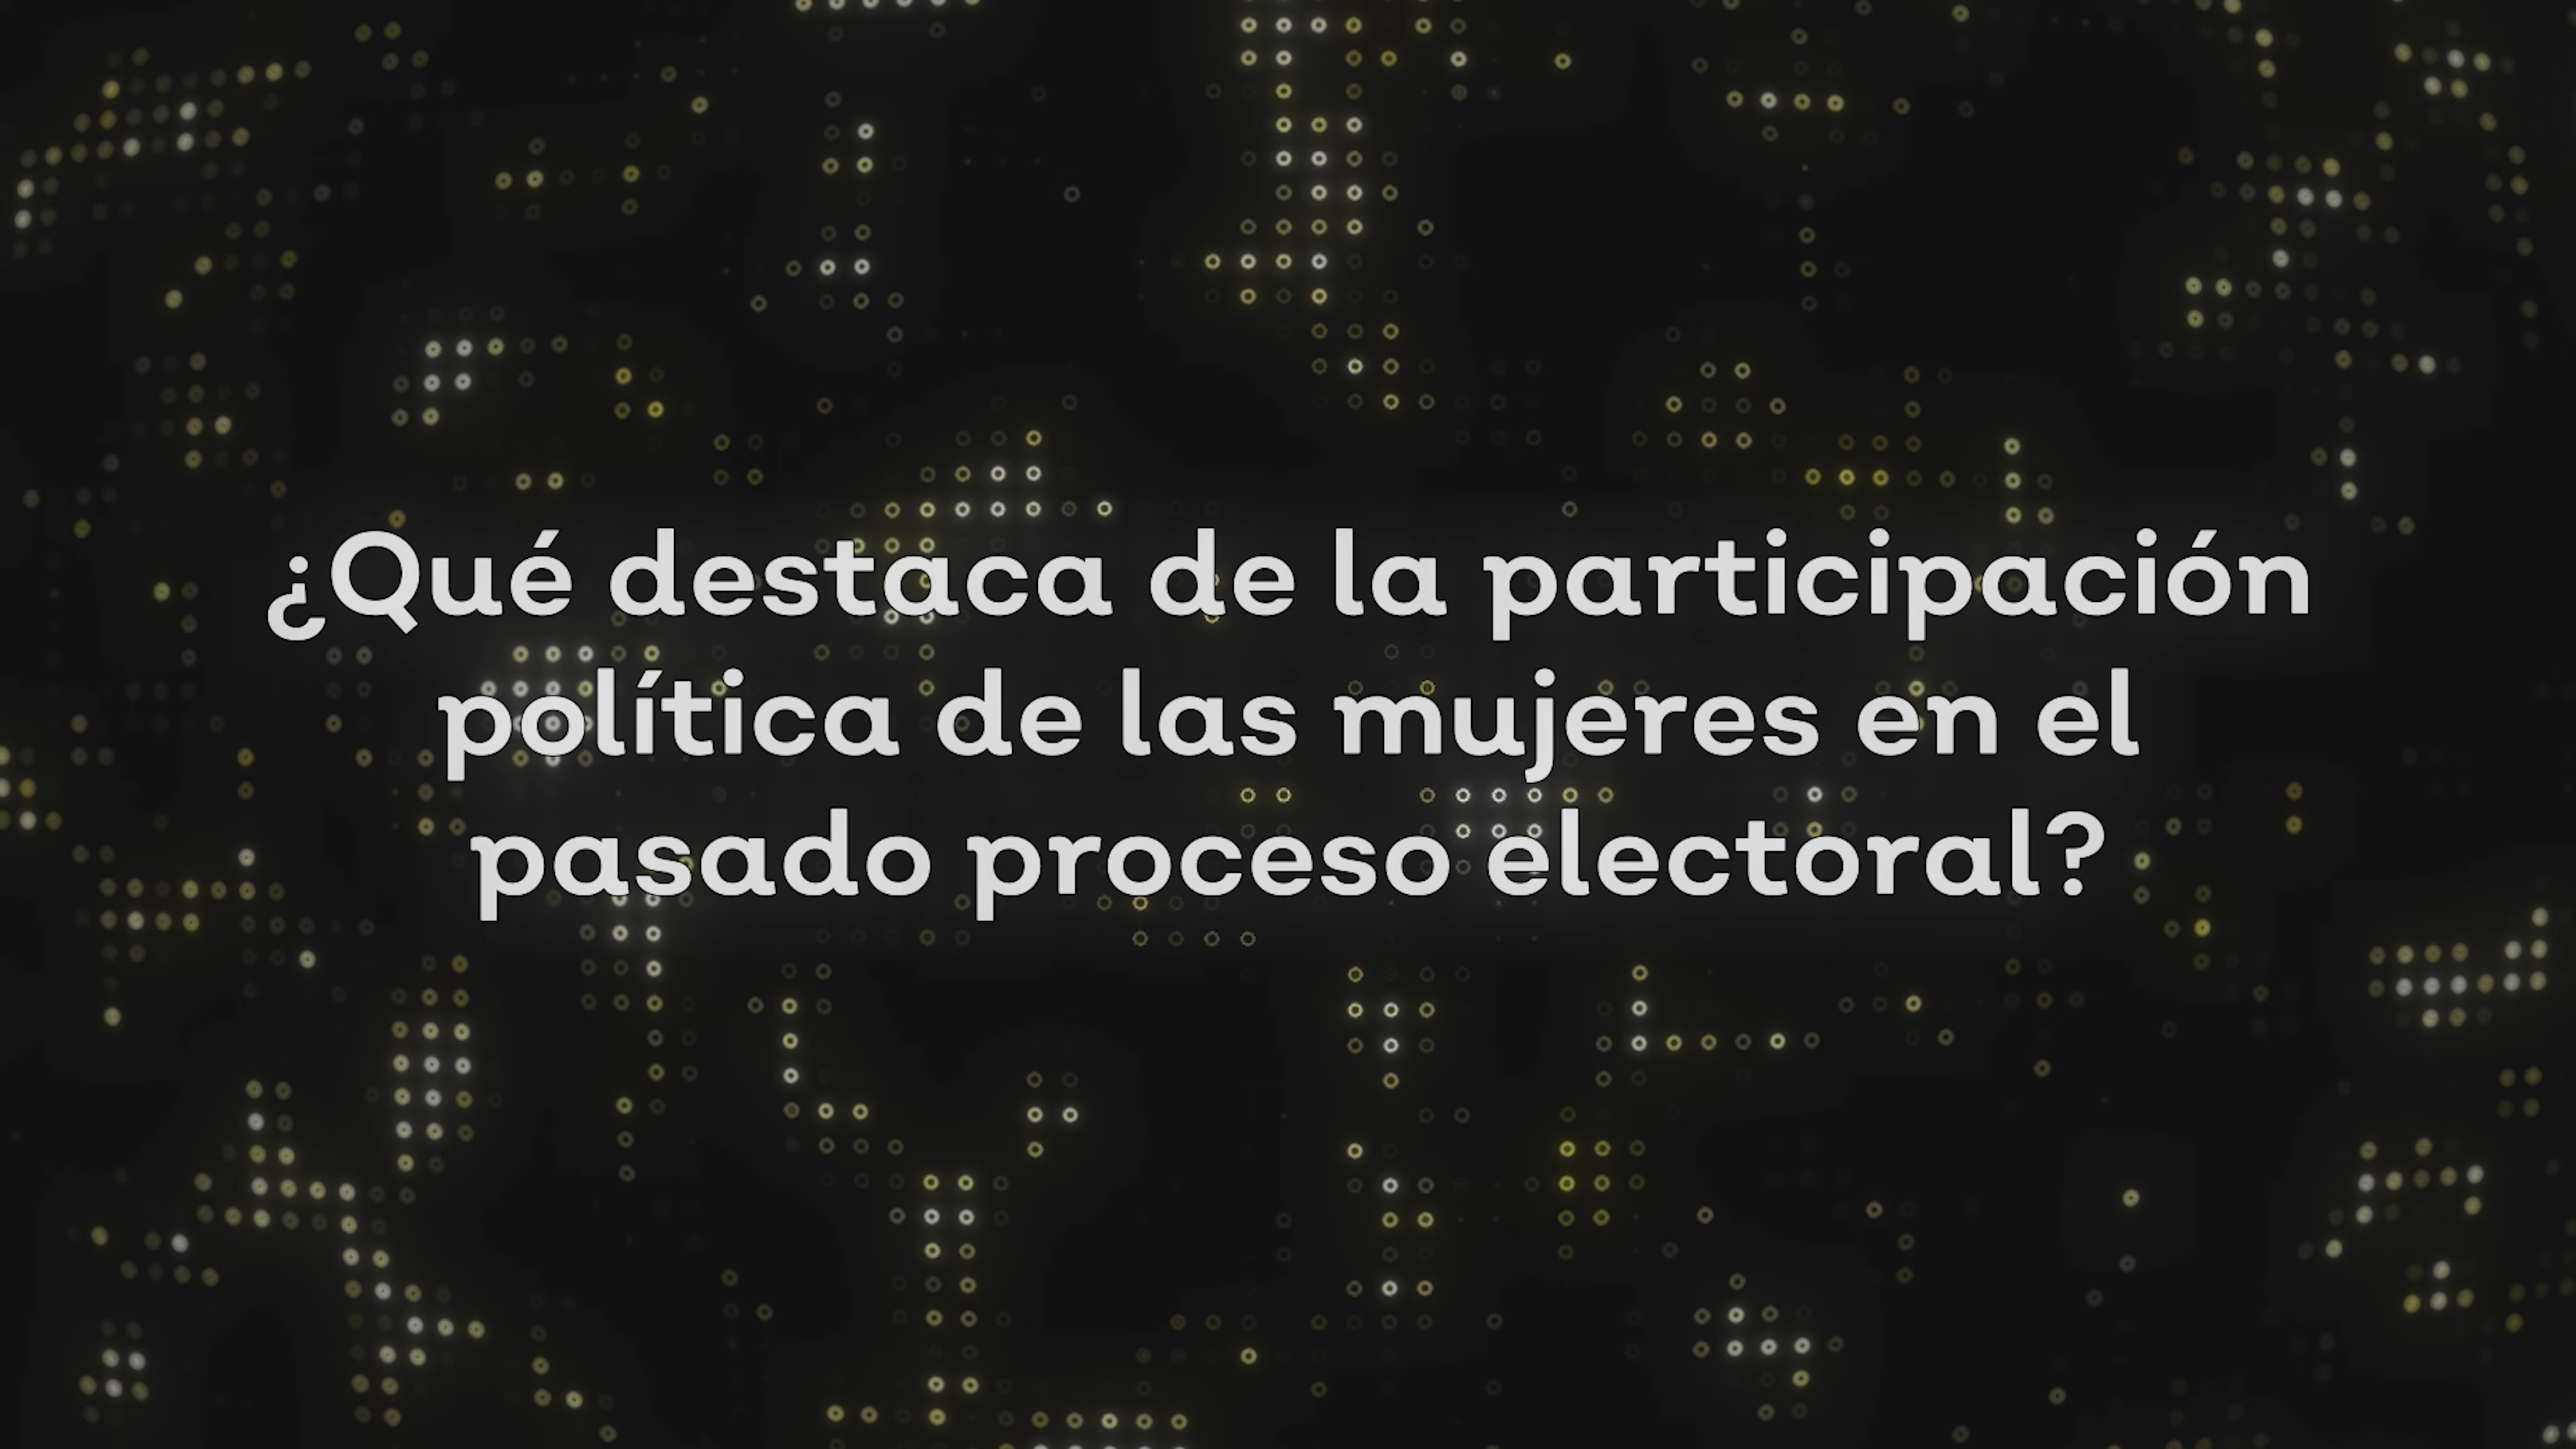 ¿Qué destaca de la participación
política de las mujeres en el
pasado proceso electoral?